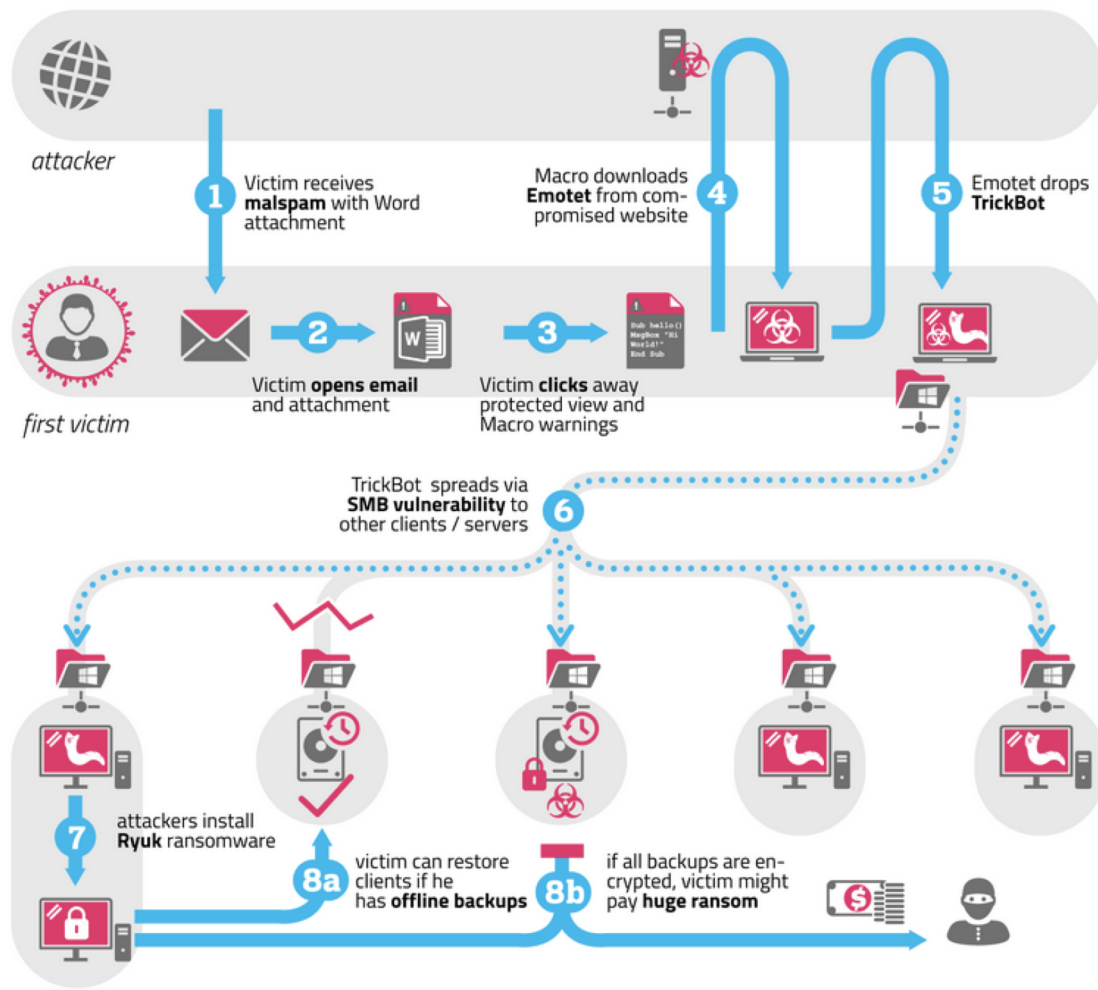 attacker
1
Victim receives
malspam with Word
attachment
Macro downloads
Emotet from com-
promised website
4
5
Emotet drops
TrickBot
first victim
2
Victim opens email
and attachment
W
3
Victim clicks away
protected view and
Macro warnings
Sub hello()
MsgBox "Hi
World!"
End Sub
TrickBot spreads via
SMB vulnerability to
other clients / servers
6
7
attackers install
Ryuk ransomware
8a
victim can restore
clients if he
has offline backups
8b
if all backups are en-
crypted, victim might
pay huge ransom
$